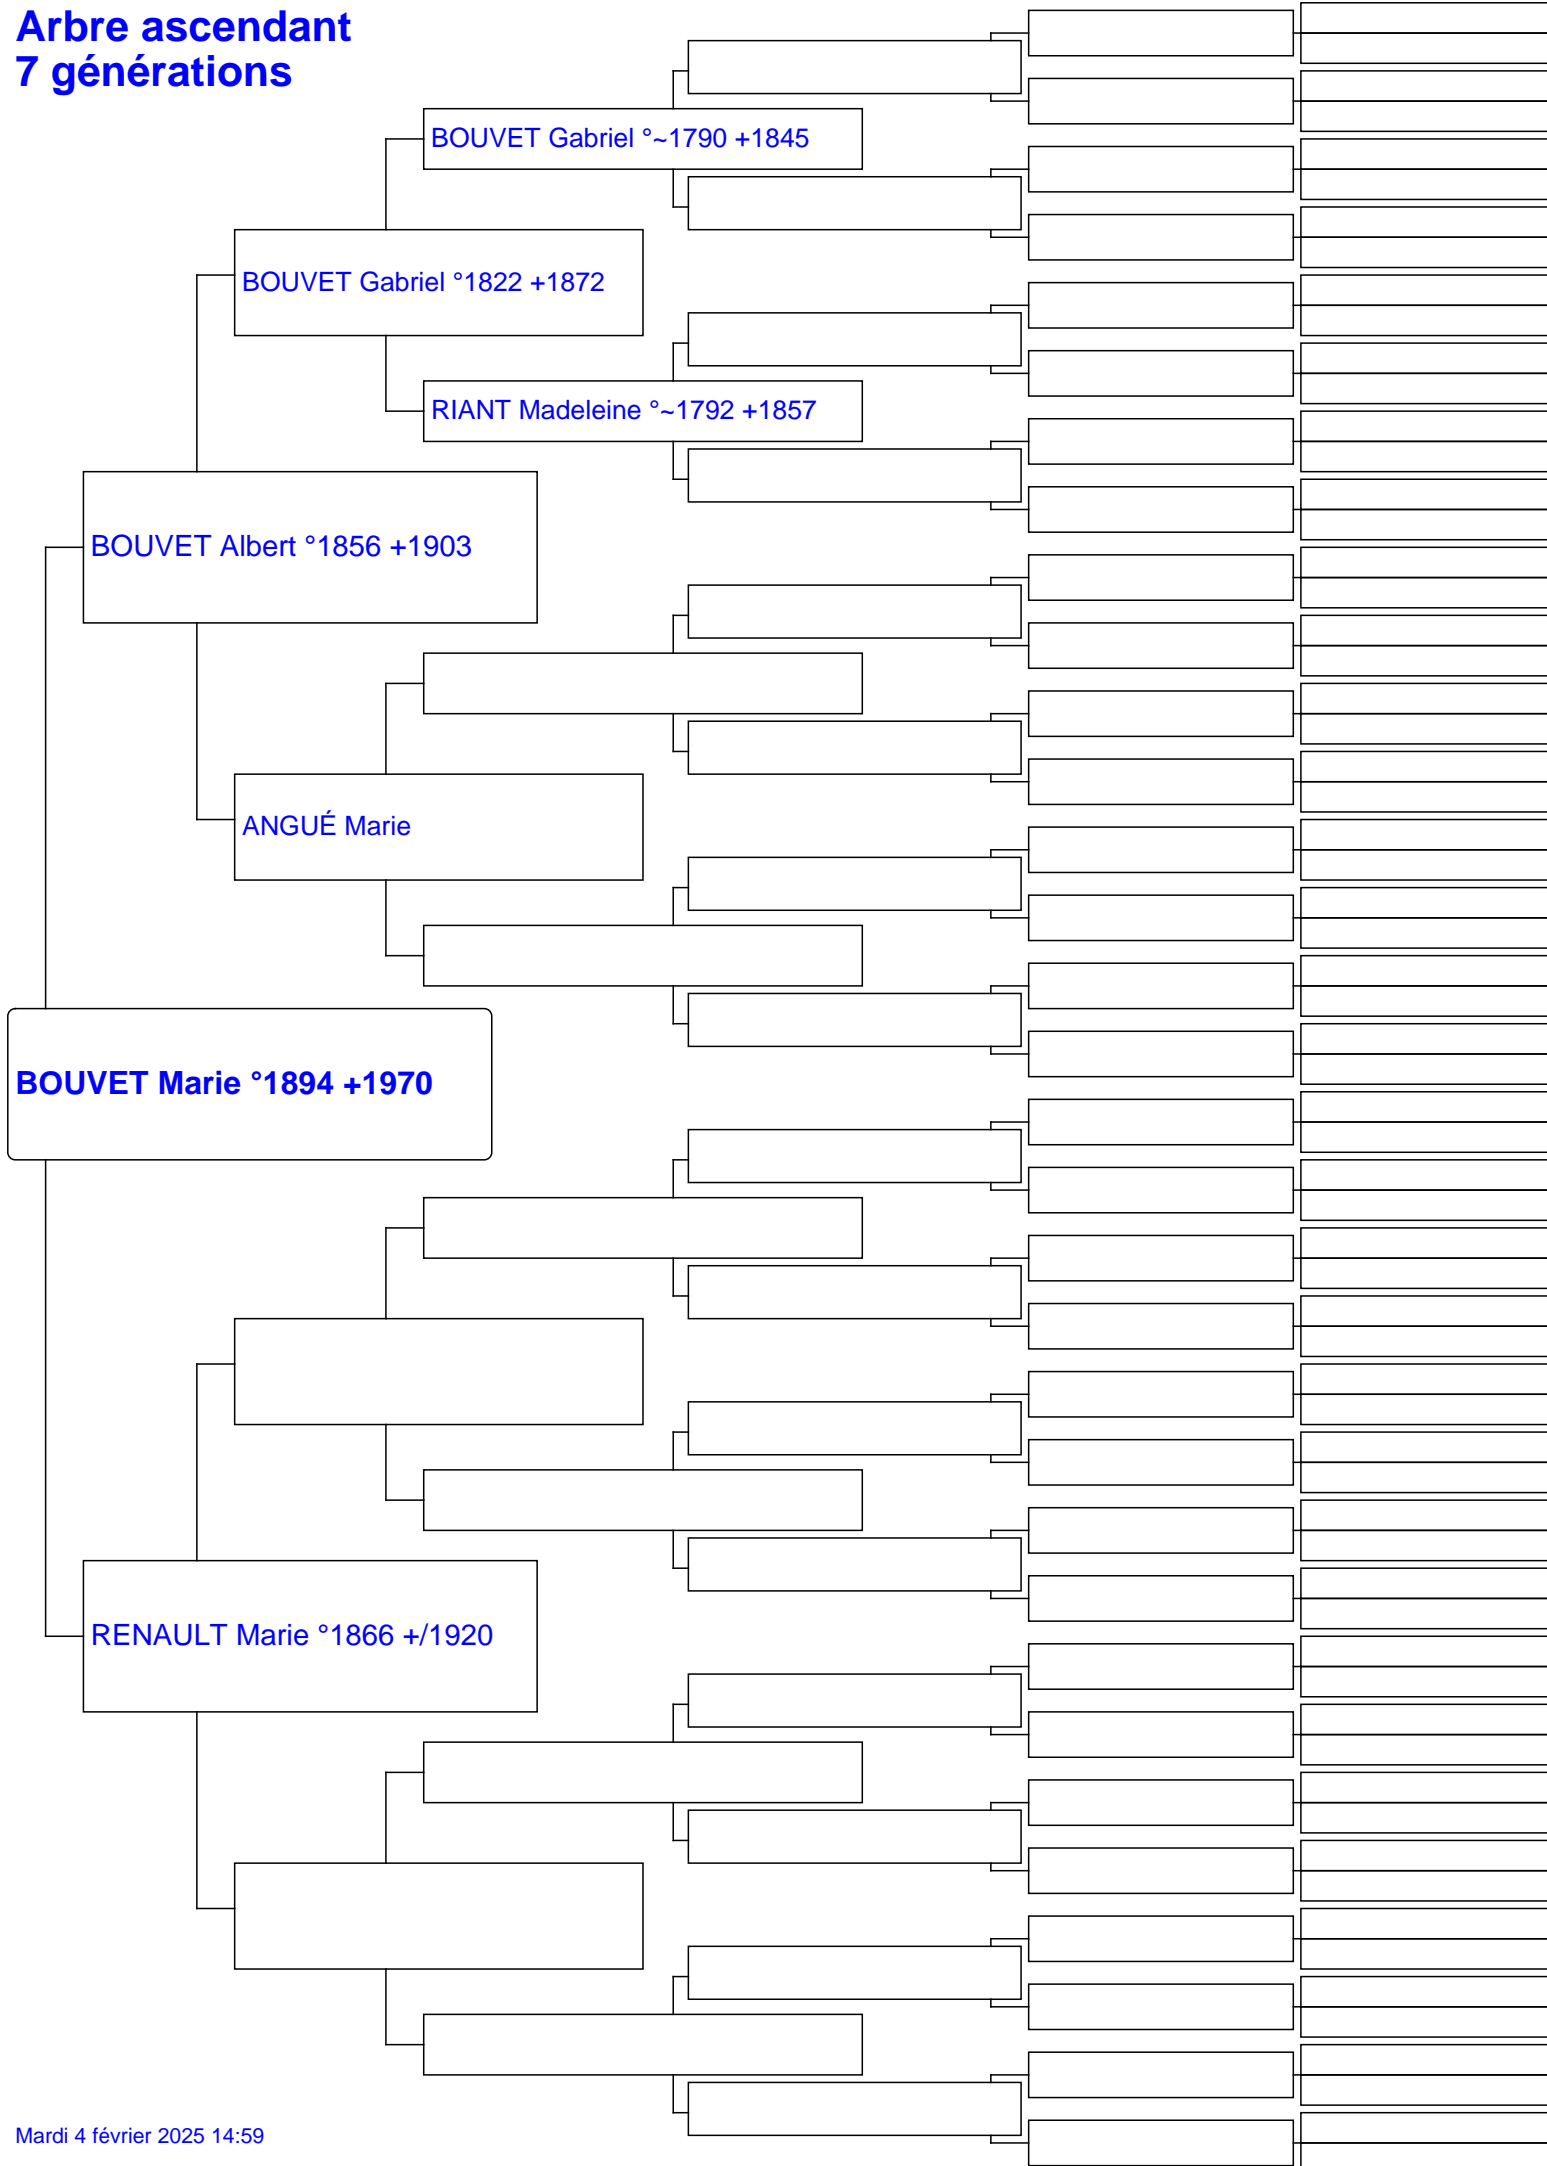 Arbre ascendant
7 générations
BOUVET Gabriel °~1790 +1845
BOUVET Gabriel °1822 +1872
RIANT Madeleine °~1792 +1857
BOUVET Albert °1856 +1903
ANGUÉ Marie
BOUVET Marie °1894 +1970
RENAULT Marie °1866 +/1920
Mardi 4 février 2025 14:59